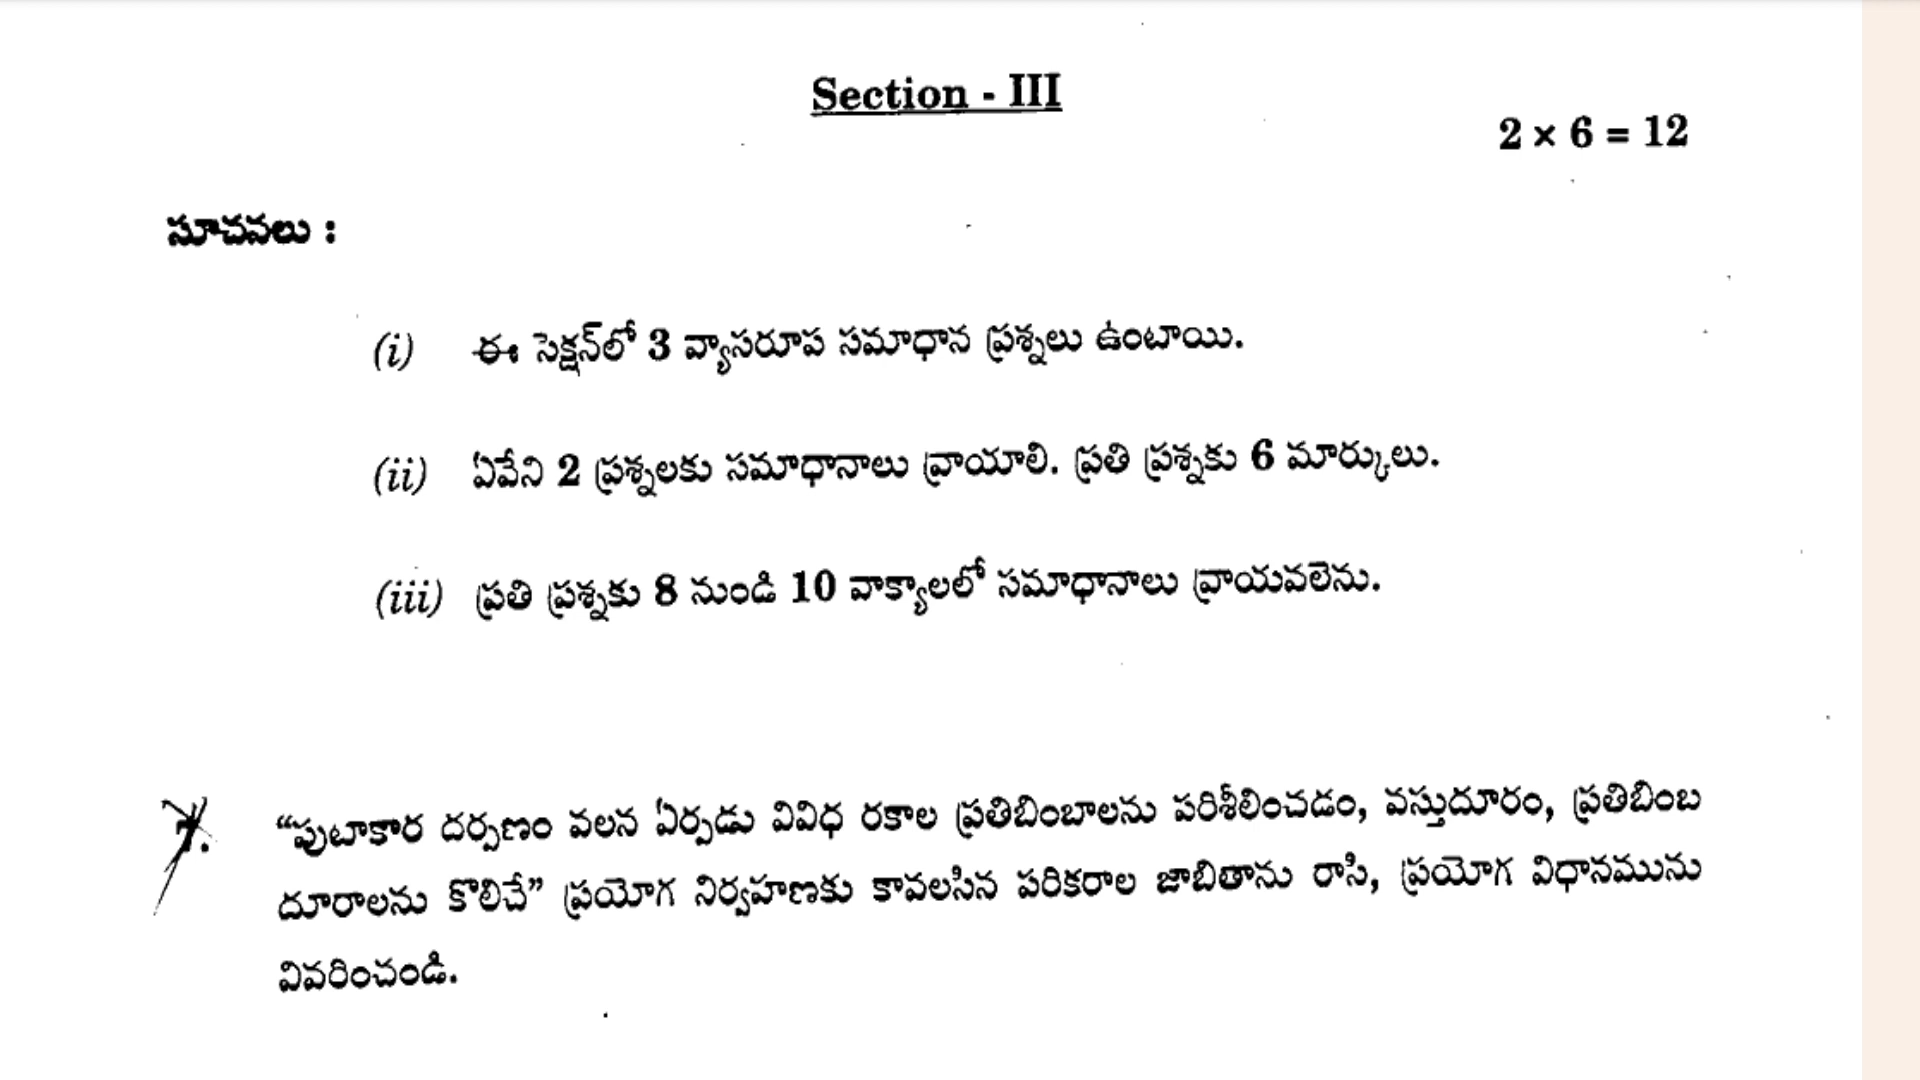 Section - III
2 × 6 = 12
సూచనలు :
(i) ఈ సెక్షన్‌లో 3 వ్యాసరూప సమాధాన ప్రశ్నలు ఉంటాయి.
(ii) ఏవేని 2 ప్రశ్నలకు సమాధానాలు వ్రాయాలి. ప్రతి ప్రశ్నకు 6 మార్కులు.
(iii) ప్రతి ప్రశ్నకు 8 నుండి 10 వాక్యాలలో సమాధానాలు వ్రాయవలెను.
7. “పుటాకార దర్పణం వలన ఏర్పడు వివిధ రకాల ప్రతిబింబాలను పరిశీలించడం, వస్తుదూరం, ప్రతిబింబ
దూరాలను కొలిచే” ప్రయోగ నిర్వహణకు కావలసిన పరికరాల జాబితాను రాసి, ప్రయోగ విధానమును
వివరించండి.